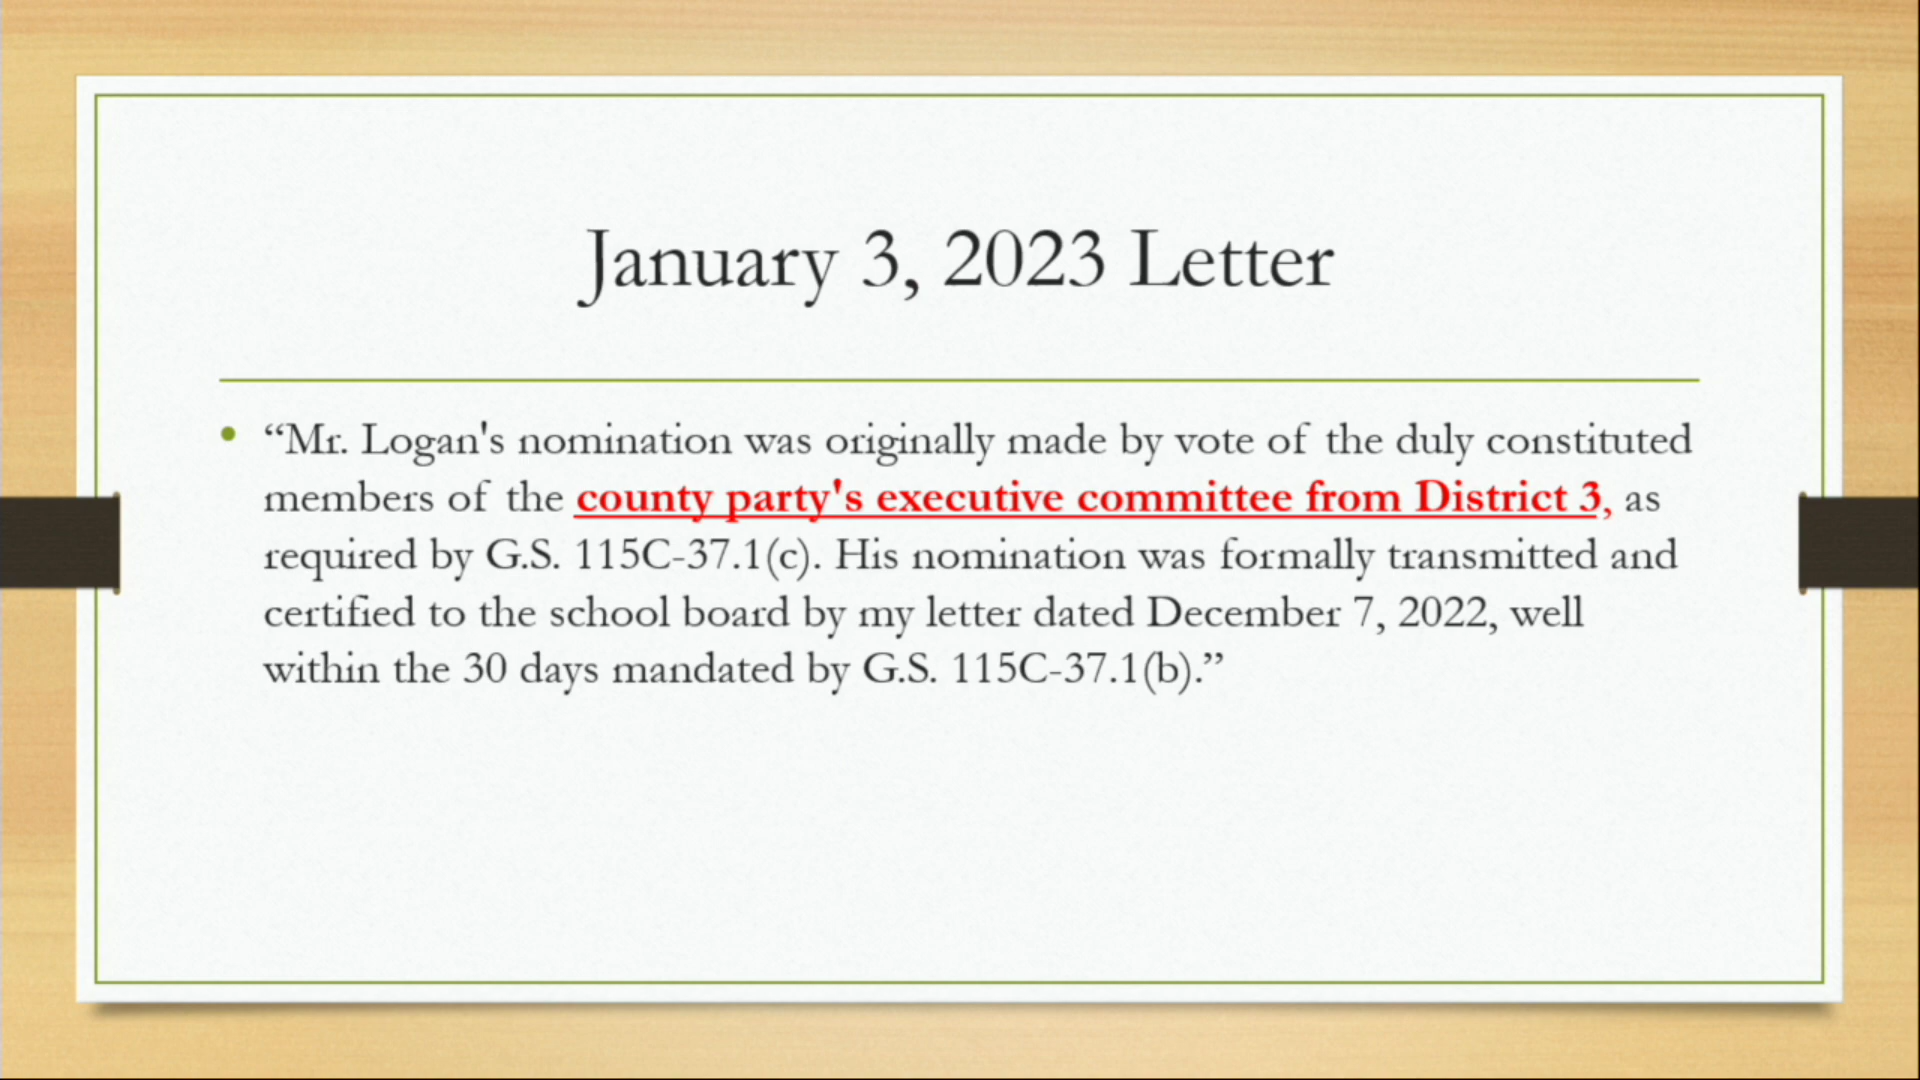 January 3, 2023 Letter
• “Mr. Logan's nomination was originally made by vote of the duly constituted
members of the county party's executive committee from District 3, as
required by G.S. 115C-37.1(c). His nomination was formally transmitted and
certified to the school board by my letter dated December 7, 2022, well
within the 30 days mandated by G.S. 115C-37.1(b).”